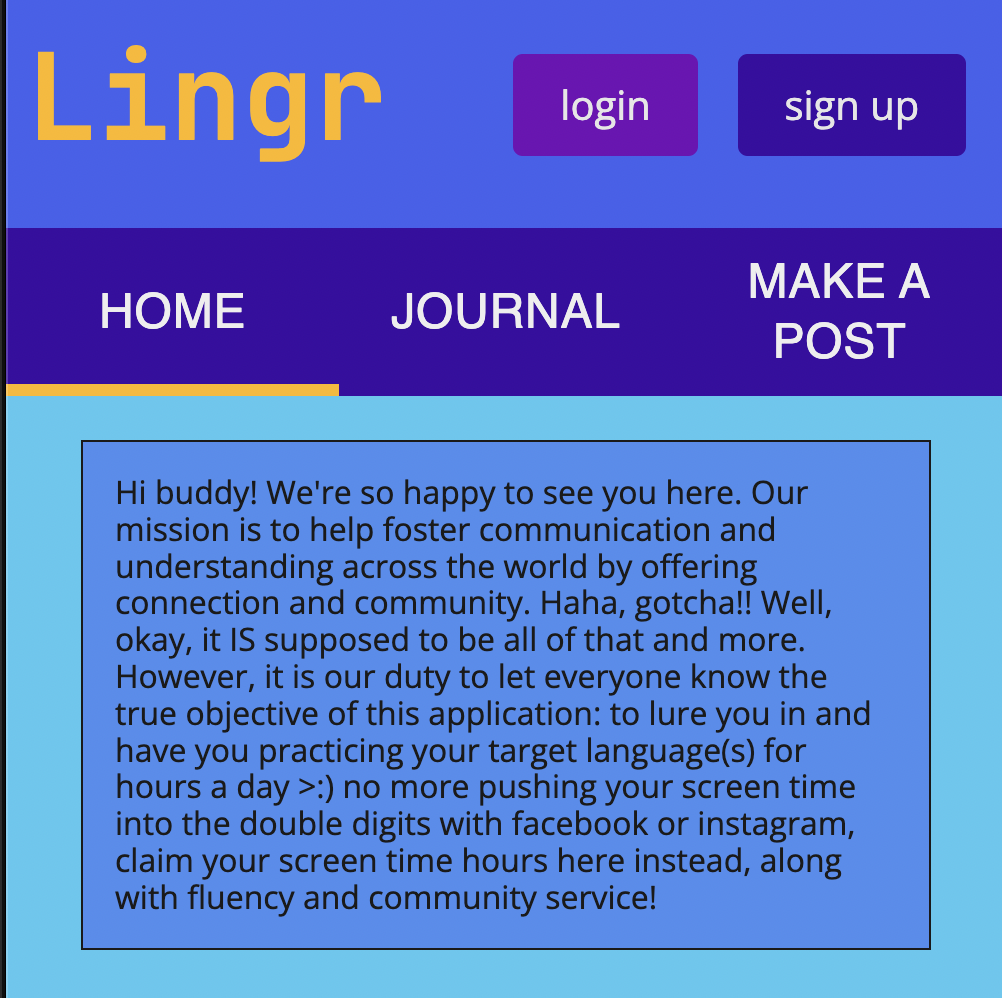 Lingr
login
sign up
HOME
JOURNAL
MAKE A
POST
Hi buddy! We're so happy to see you here. Our
mission is to help foster communication and
understanding across the world by offering
connection and community. Haha, gotcha!! Well,
okay, it IS supposed to be all of that and more.
However, it is our duty to let everyone know the
true objective of this application: to lure you in and
have you practicing your target language(s) for
hours a day >:) no more pushing your screen time
into the double digits with facebook or instagram,
claim your screen time hours here instead, along
with fluency and community service!